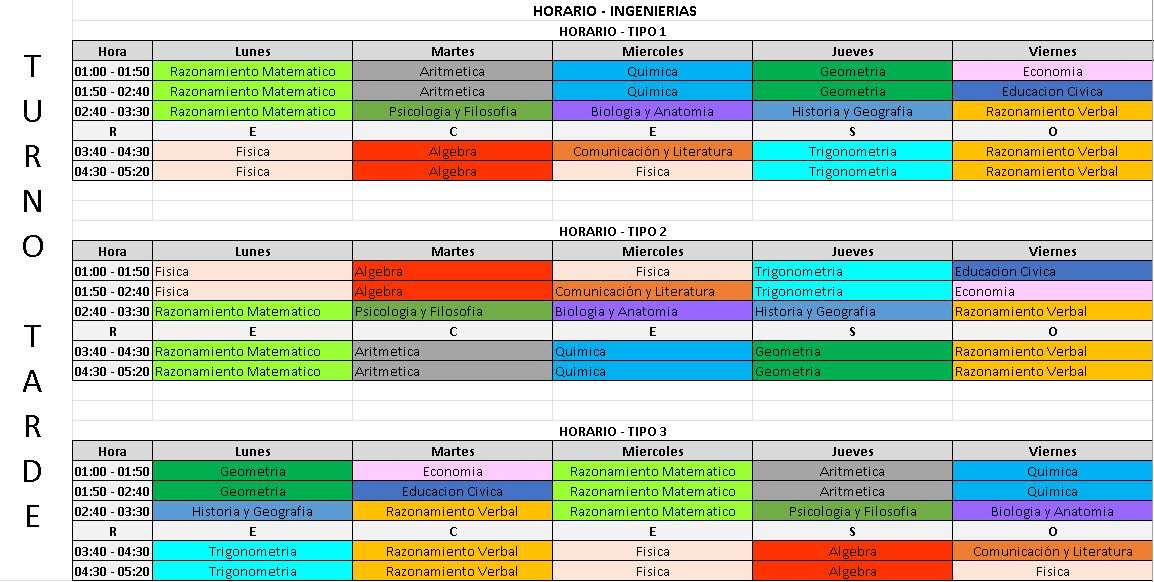 TURNO TARDE
HORARIO - INGENIERIAS
HORARIO - TIPO 1
Hora Lunes Martes Miercoles Jueves Viernes
01:00 - 01:50 Razonamiento Matematico Aritmetica Quimica Geometria Economia
01:50 - 02:40 Razonamiento Matematico Aritmetica Quimica Geometria Educacion Civica
02:40 - 03:30 Razonamiento Matematico Psicologia y Filosofia Biologia y Anatomia Historia y Geografia Razonamiento Verbal
R E C E S O
03:40 - 04:30 Fisica Algebra Comunicación y Literatura Trigonometria Razonamiento Verbal
04:30 - 05:20 Fisica Algebra Fisica Trigonometria Razonamiento Verbal
HORARIO - TIPO 2
Hora Lunes Martes Miercoles Jueves Viernes
01:00 - 01:50 Fisica Algebra Fisica Trigonometria Educacion Civica
01:50 - 02:40 Fisica Algebra Comunicación y Literatura Trigonometria Economia
02:40 - 03:30 Razonamiento Matematico Psicologia y Filosofia Biologia y Anatomia Historia y Geografia Razonamiento Verbal
R E C E S O
03:40 - 04:30 Razonamiento Matematico Aritmetica Quimica Geometria Razonamiento Verbal
04:30 - 05:20 Razonamiento Matematico Aritmetica Quimica Geometria Razonamiento Verbal
HORARIO - TIPO 3
Hora Lunes Martes Miercoles Jueves Viernes
01:00 - 01:50 Geometria Economia Razonamiento Matematico Aritmetica Quimica
01:50 - 02:40 Geometria Educacion Civica Razonamiento Matematico Aritmetica Quimica
02:40 - 03:30 Historia y Geografia Razonamiento Verbal Razonamiento Matematico Psicologia y Filosofia Biologia y Anatomia
R E C E S O
03:40 - 04:30 Trigonometria Razonamiento Verbal Fisica Algebra Comunicación y Literatura
04:30 - 05:20 Trigonometria Razonamiento Verbal Fisica Algebra Fisica